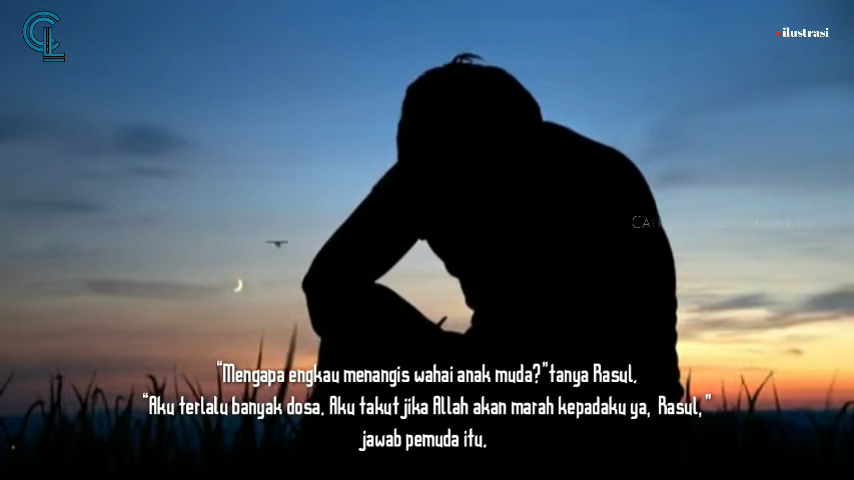 ilustrasi
“Mengapa engkau menangis wahai anak muda?”tanya Rasul.
“Aku terlalu banyak dosa. Aku takut jika Allah akan marah kepadaku ya, Rasul,”
jawab pemuda itu.